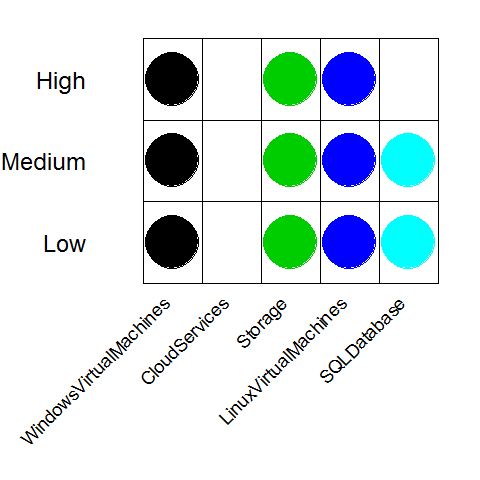 High
Medium
Low
WindowsVirtualMachines
CloudServices
Storage
LinuxVirtualMachines
SQLDatabase